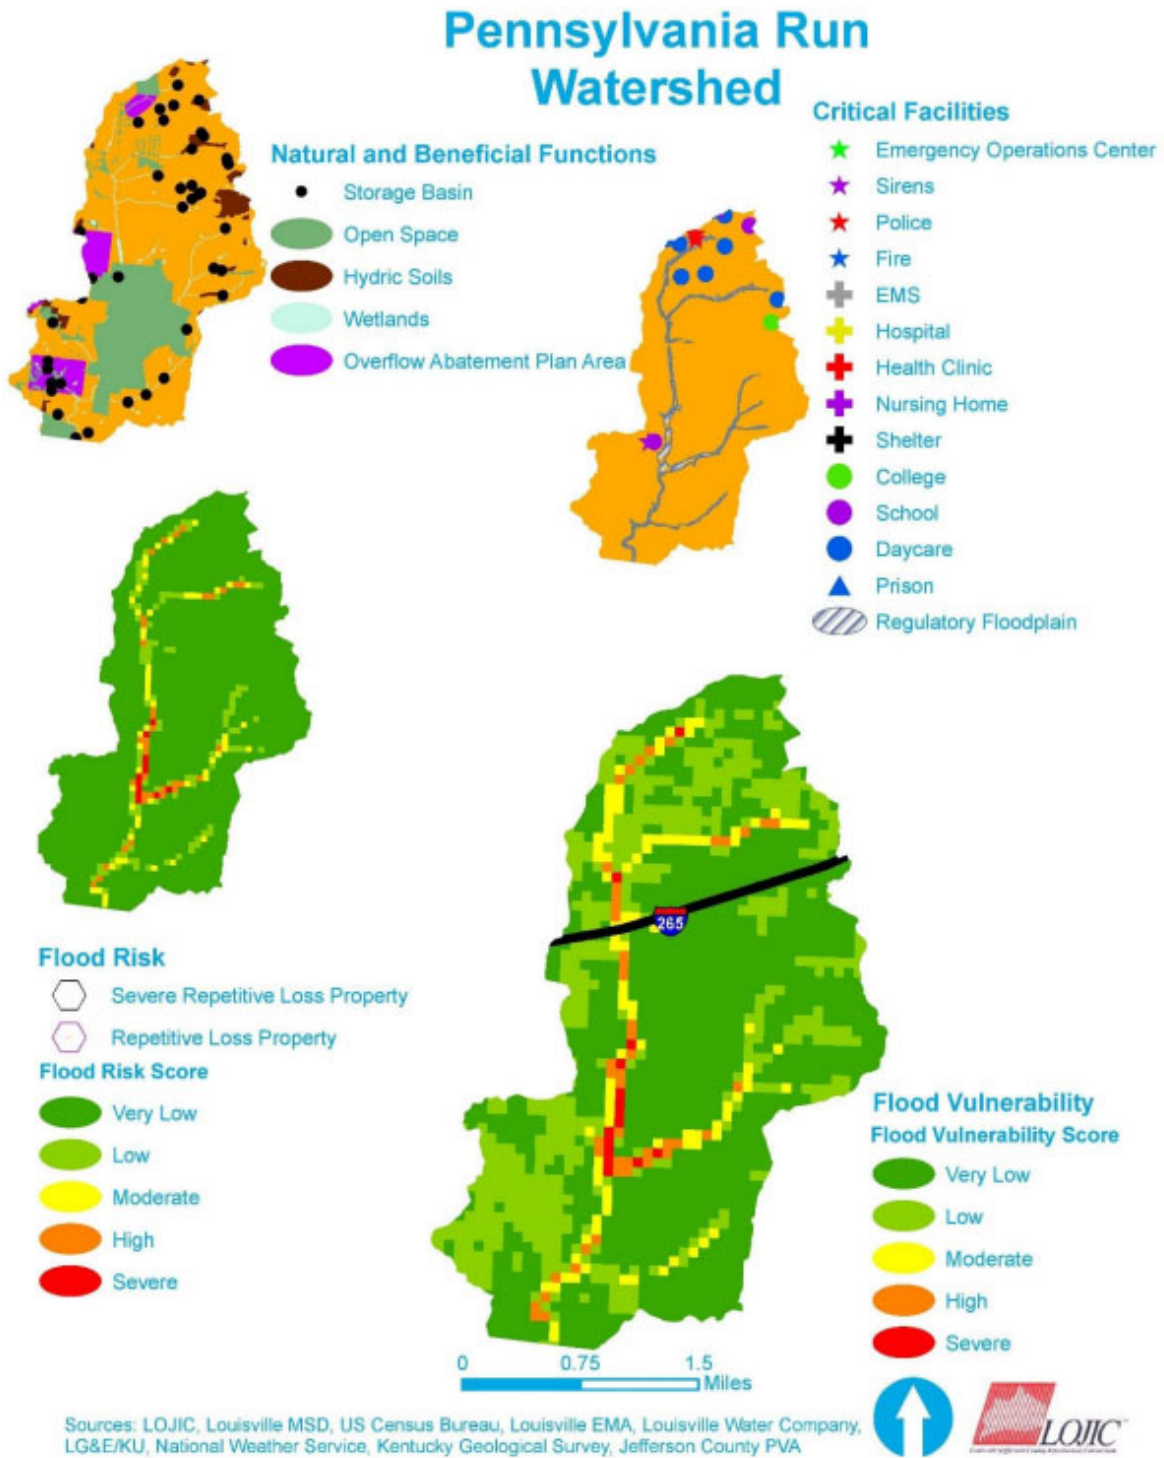 Pennsylvania Run
Watershed
Natural and Beneficial Functions
Storage Basin
Open Space
Hydric Soils
Wetlands
Overflow Abatement Plan Area
Critical Facilities
Emergency Operations Center
Sirens
Police
Fire
EMS
Hospital
Health Clinic
Nursing Home
Shelter
College
School
Daycare
Prison
Regulatory Floodplain
Flood Risk
Severe Repetitive Loss Property
Repetitive Loss Property
Flood Risk Score
Very Low
Low
Moderate
High
Severe
265
Flood Vulnerability
Flood Vulnerability Score
Very Low
Low
Moderate
High
Severe
0 0.75 1.5
Miles
Sources: LOJIC, Louisville MSD, US Census Bureau, Louisville EMA, Louisville Water Company,
LG&E/KU, National Weather Service, Kentucky Geological Survey, Jefferson County PVA
LOJIC